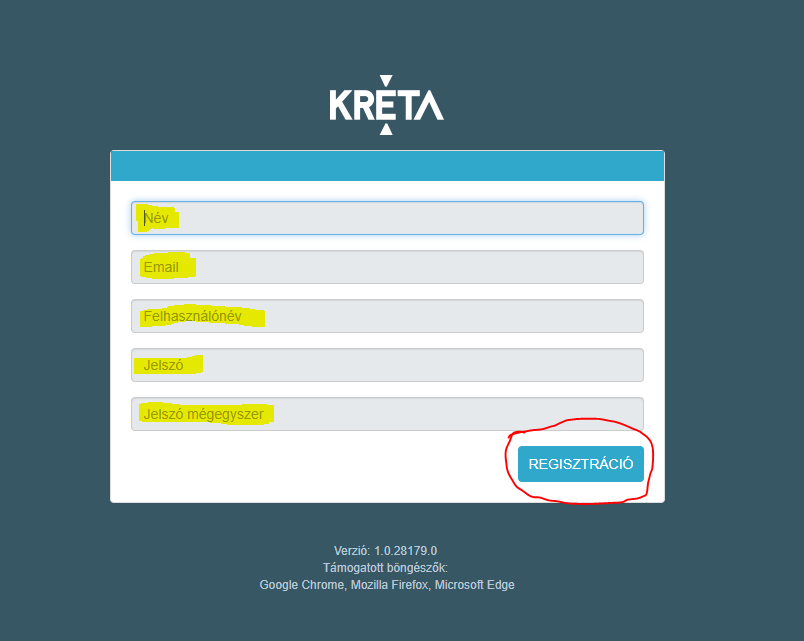 KRÉTA
Név
Email
Felhasználónév
Jelszó
Jelszó mégegyszer
REGISZTRÁCIÓ
Verzió: 1.0.28179.0
Támogatott böngészők:
Google Chrome, Mozilla Firefox, Microsoft Edge